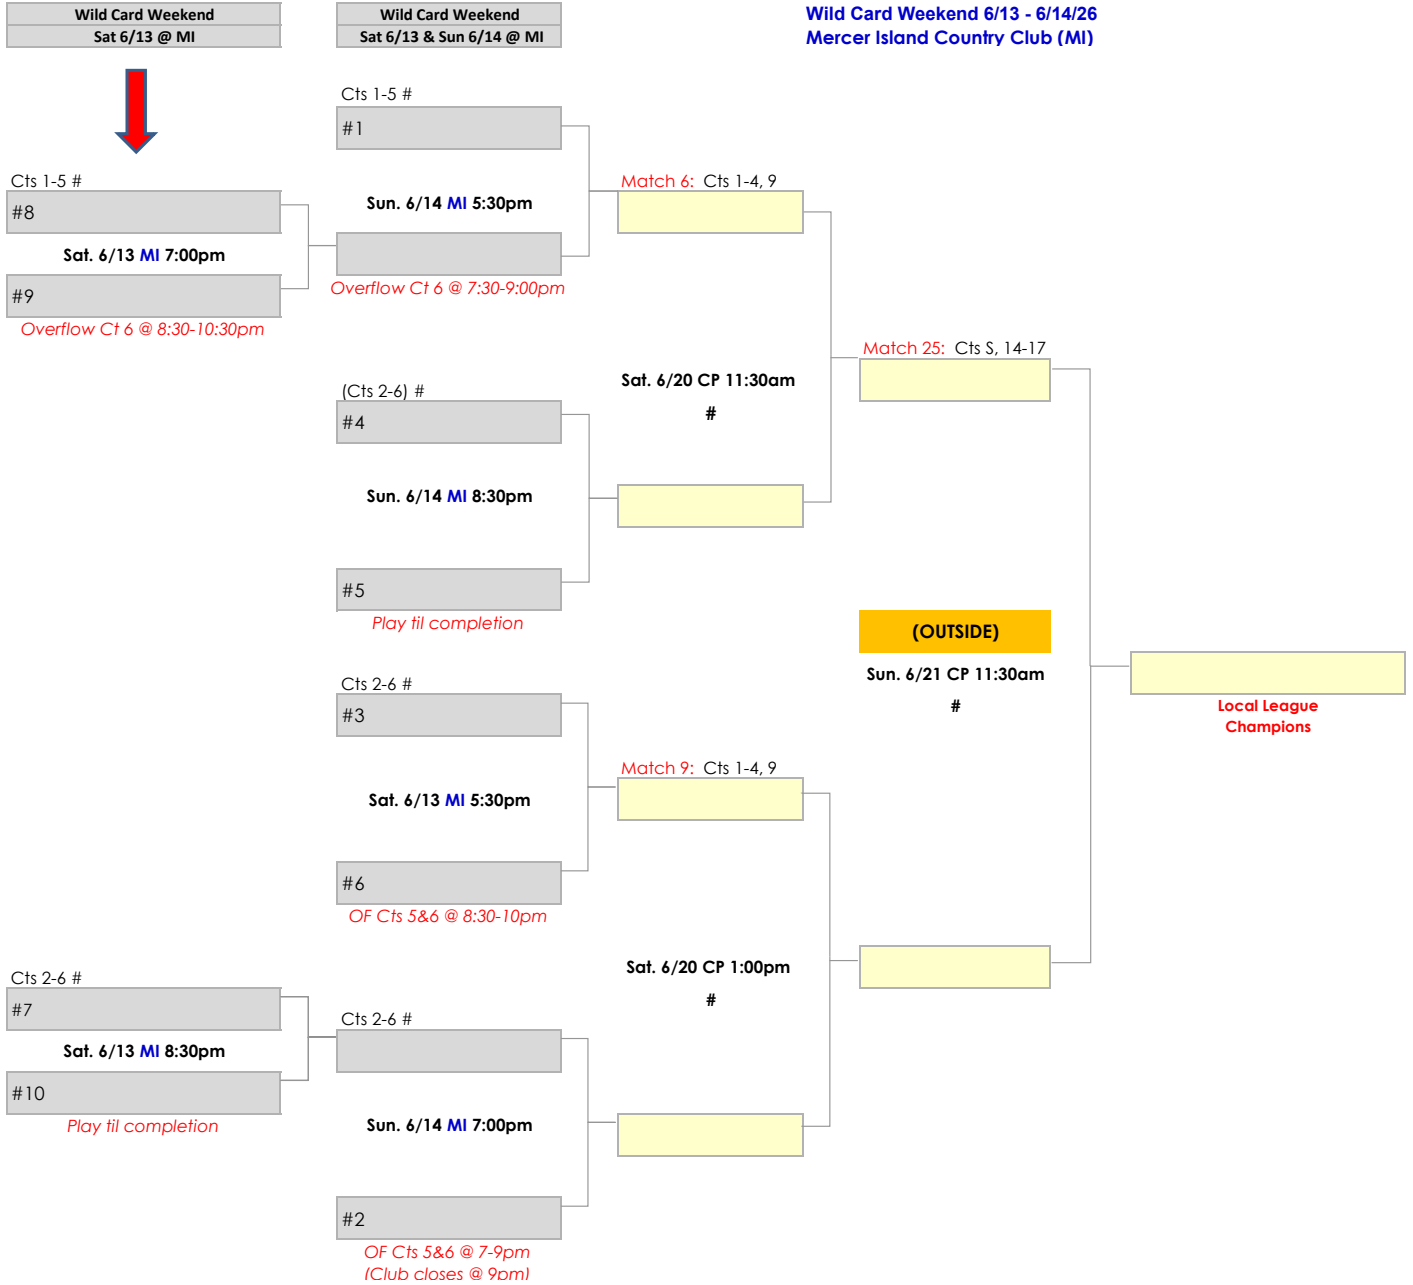 Wild Card Weekend
Sat 6/13 @ MI
Wild Card Weekend
Sat 6/13 & Sun 6/14 @ MI
Wild Card Weekend 6/13 - 6/14/26
Mercer Island Country Club (MI)
Cts 1-5 #
#1
Cts 1-5 #
#8
Sat. 6/13 MI 7:00pm
#9
Overflow Ct 6 @ 8:30-10:30pm
Sun. 6/14 MI 5:30pm
Overflow Ct 6 @ 7:30-9:00pm
Match 6: Cts 1-4, 9
(Cts 2-6) #
#4
Sun. 6/14 MI 8:30pm
#5
Play til completion
Sat. 6/20 CP 11:30am
#
Match 25: Cts S, 14-17
(OUTSIDE)
Sun. 6/21 CP 11:30am
#
Local League
Champions
Cts 2-6 #
#3
Sat. 6/13 MI 5:30pm
#6
OF Cts 5&6 @ 8:30-10pm
Match 9: Cts 1-4, 9
Sat. 6/20 CP 1:00pm
#
Cts 2-6 #
#7
Sat. 6/13 MI 8:30pm
#10
Play til completion
Cts 2-6 #
Sun. 6/14 MI 7:00pm
#2
OF Cts 5&6 @ 7-9pm
(Club closes @ 9pm)